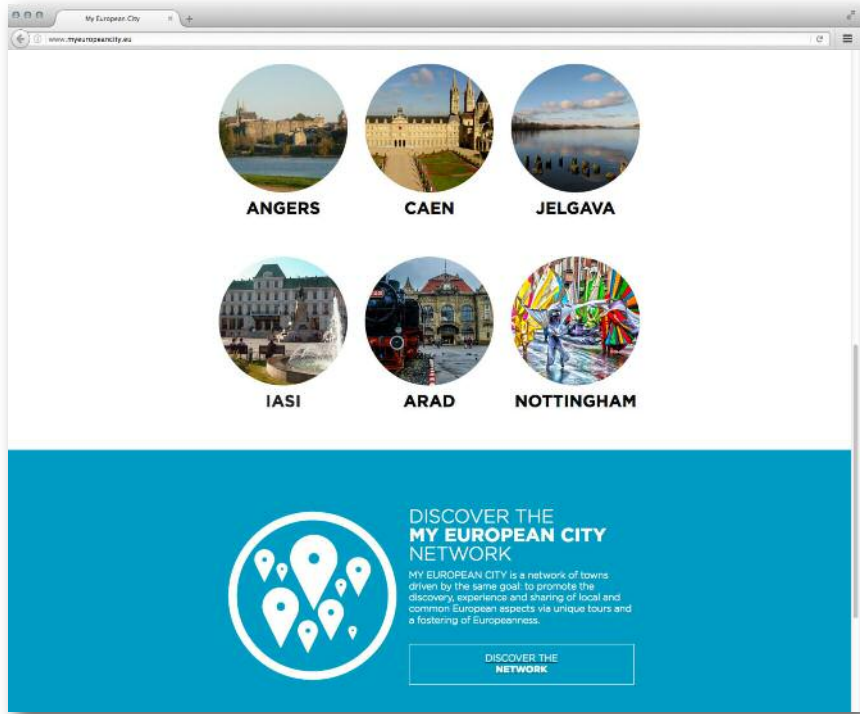 My European City
www.myeuropeancity.eu
ANGERS
CAEN
JELGAVA
IASI
ARAD
NOTTINGHAM
DISCOVER THE
MY EUROPEAN CITY
NETWORK
MY EUROPEAN CITY is a network of towns
driven by the same goal: to promote the
discovery, experience and sharing of local and
common European aspects via unique tours and
a fostering of Europeanness.
DISCOVER THE
NETWORK